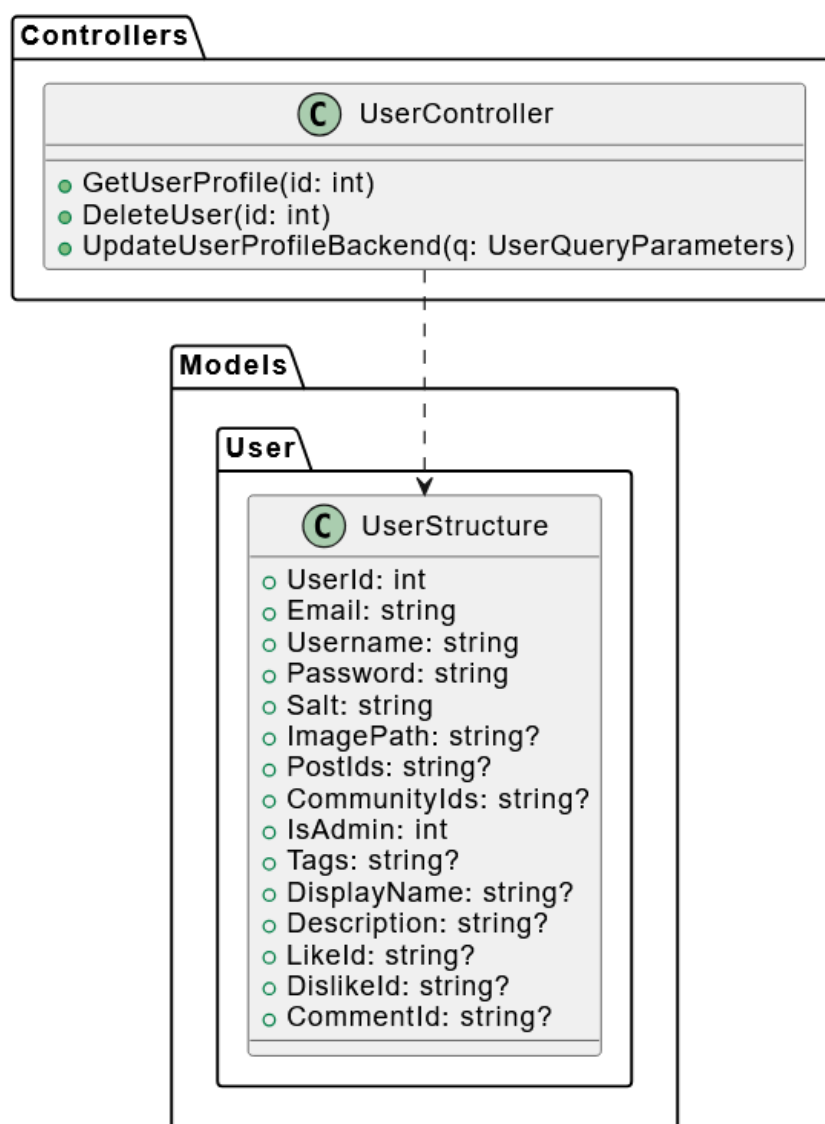 Controllers
C UserController
GetUserProfile(id: int)
DeleteUser(id: int)
UpdateUserProfileBackend(q: UserQueryParameters)
Models
User
C UserStructure
UserId: int
Email: string
Username: string
Password: string
Salt: string
ImagePath: string?
PostIds: string?
CommunityIds: string?
IsAdmin: int
Tags: string?
DisplayName: string?
Description: string?
LikeId: string?
DislikeId: string?
CommentId: string?